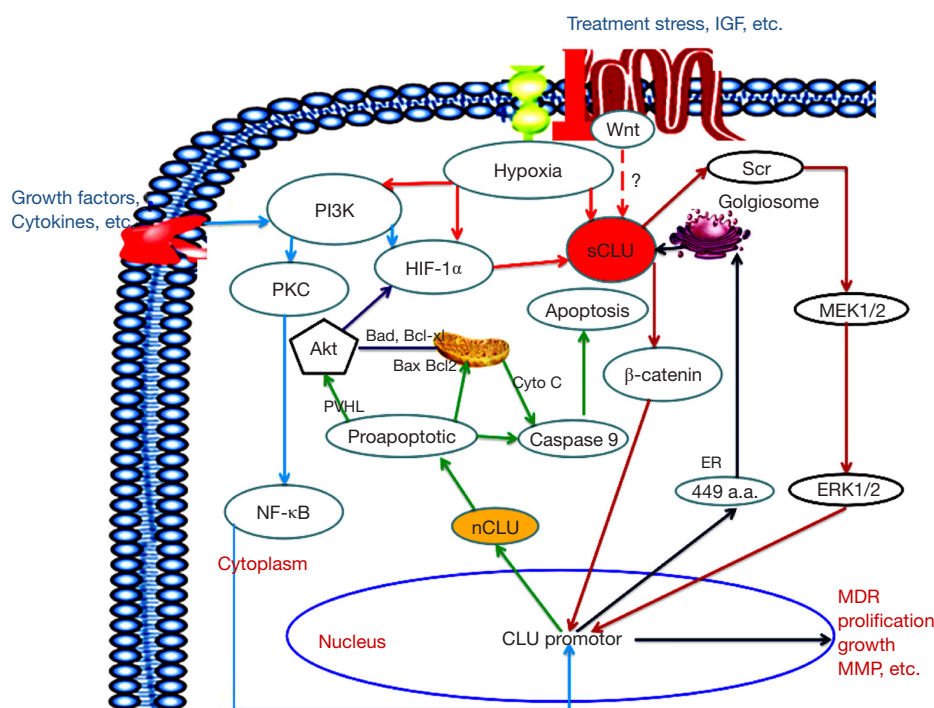 Treatment stress, IGF, etc.
Wnt
Hypoxia
?
Scr
Golgiosome
Growth factors,
Cytokines, etc.
PI3K
sCLU
HIF-1α
PKC
Apoptosis
MEK1/2
Akt
Bad, Bcl-xl
Bax Bcl2
Cyto C
β-catenin
PVHL
Proapoptotic
Caspase 9
ER
449 a.a.
ERK1/2
NF-κB
nCLU
Cytoplasm
Nucleus
CLU promotor
MDR
prolification
growth
MMP, etc.